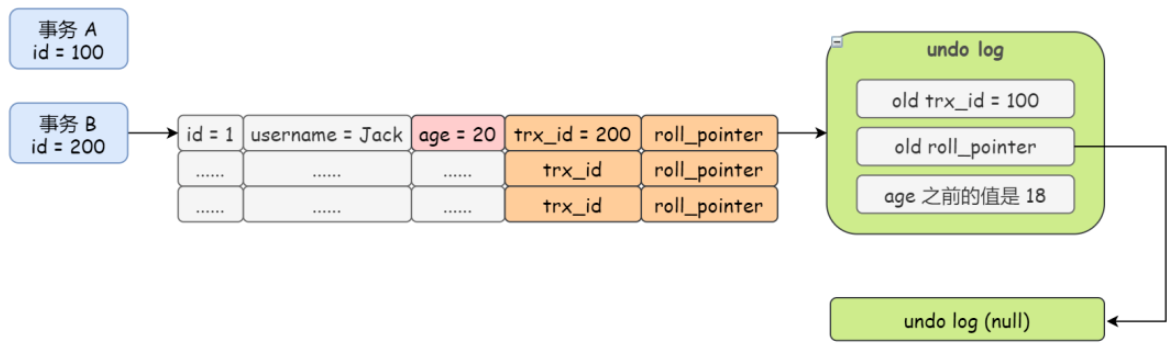 事务 A
id = 100
事务 B
id = 200
id = 1 username = Jack age = 20 trx_id = 200 roll_pointer
...... ...... ...... trx_id roll_pointer
...... ...... ...... trx_id roll_pointer
undo log
old trx_id = 100
old roll_pointer
age 之前的值是 18
undo log (null)